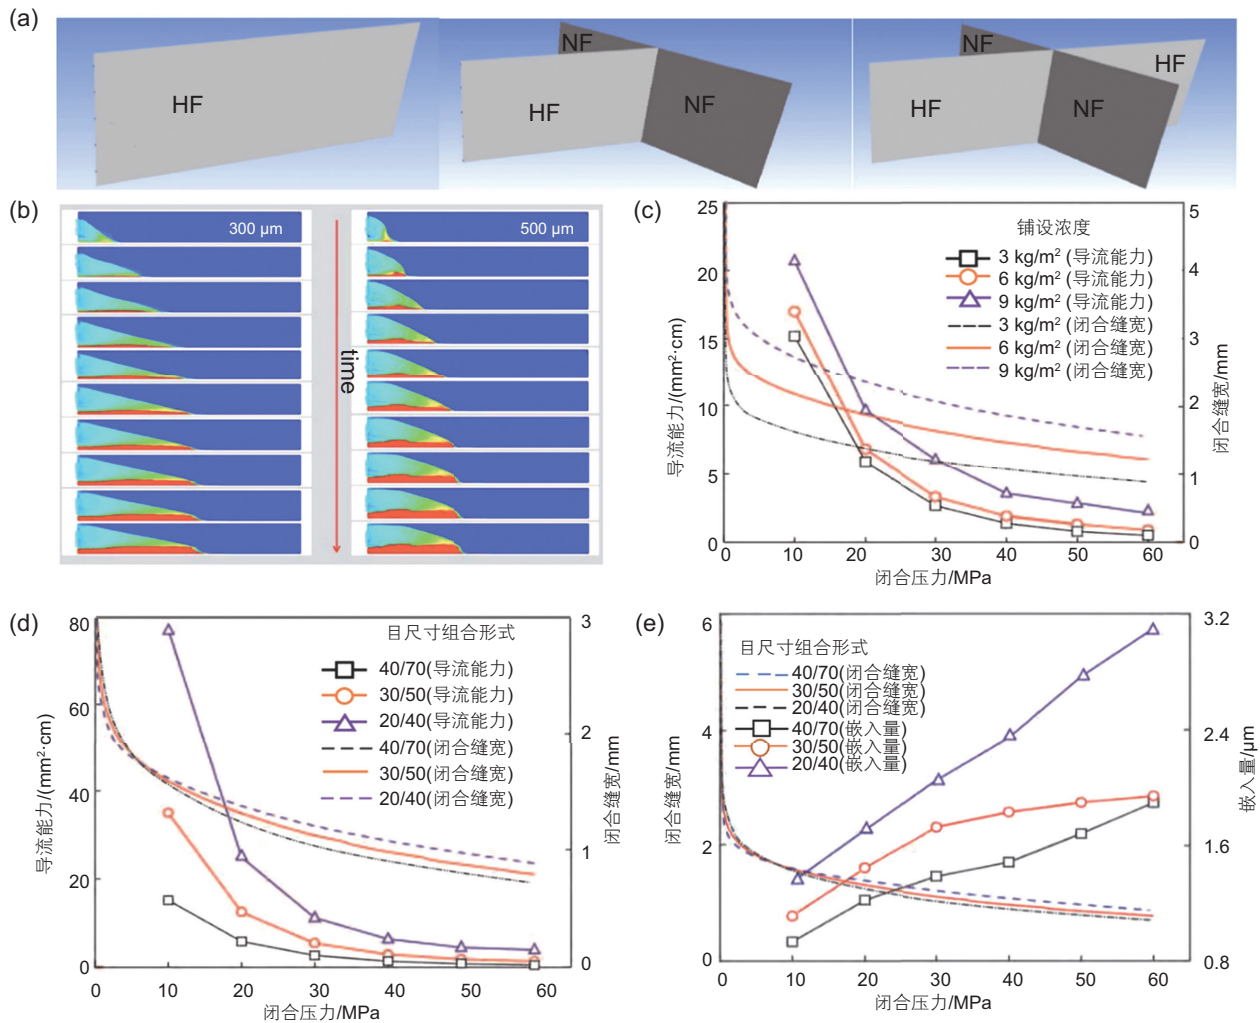 (a)
HF
NF
HF
NF
NF
HF
HF
NF
(b)
300 μm
500 μm
time
(c)
25
20
15
10
5
0
导流能力/(mm²·cm)
铺设浓度
3 kg/m² (导流能力)
6 kg/m² (导流能力)
9 kg/m² (导流能力)
3 kg/m² (闭合缝宽)
6 kg/m² (闭合缝宽)
9 kg/m² (闭合缝宽)
5
4
3
2
1
0
闭合缝宽/mm
0 10 20 30 40 50 60
闭合压力/MPa
(d)
80
60
40
20
0
导流能力/(mm²·cm)
目尺寸组合形式
40/70(导流能力)
30/50(导流能力)
20/40(导流能力)
40/70(闭合缝宽)
30/50(闭合缝宽)
20/40(闭合缝宽)
3
2
1
0
闭合缝宽/mm
0 10 20 30 40 50 60
闭合压力/MPa
(e)
6
4
2
0
闭合缝宽/mm
目尺寸组合形式
40/70(闭合缝宽)
30/50(闭合缝宽)
20/40(闭合缝宽)
40/70(嵌入量)
30/50(嵌入量)
20/40(嵌入量)
3.2
2.4
1.6
0.8
嵌入量/μm
0 10 20 30 40 50 60
闭合压力/MPa